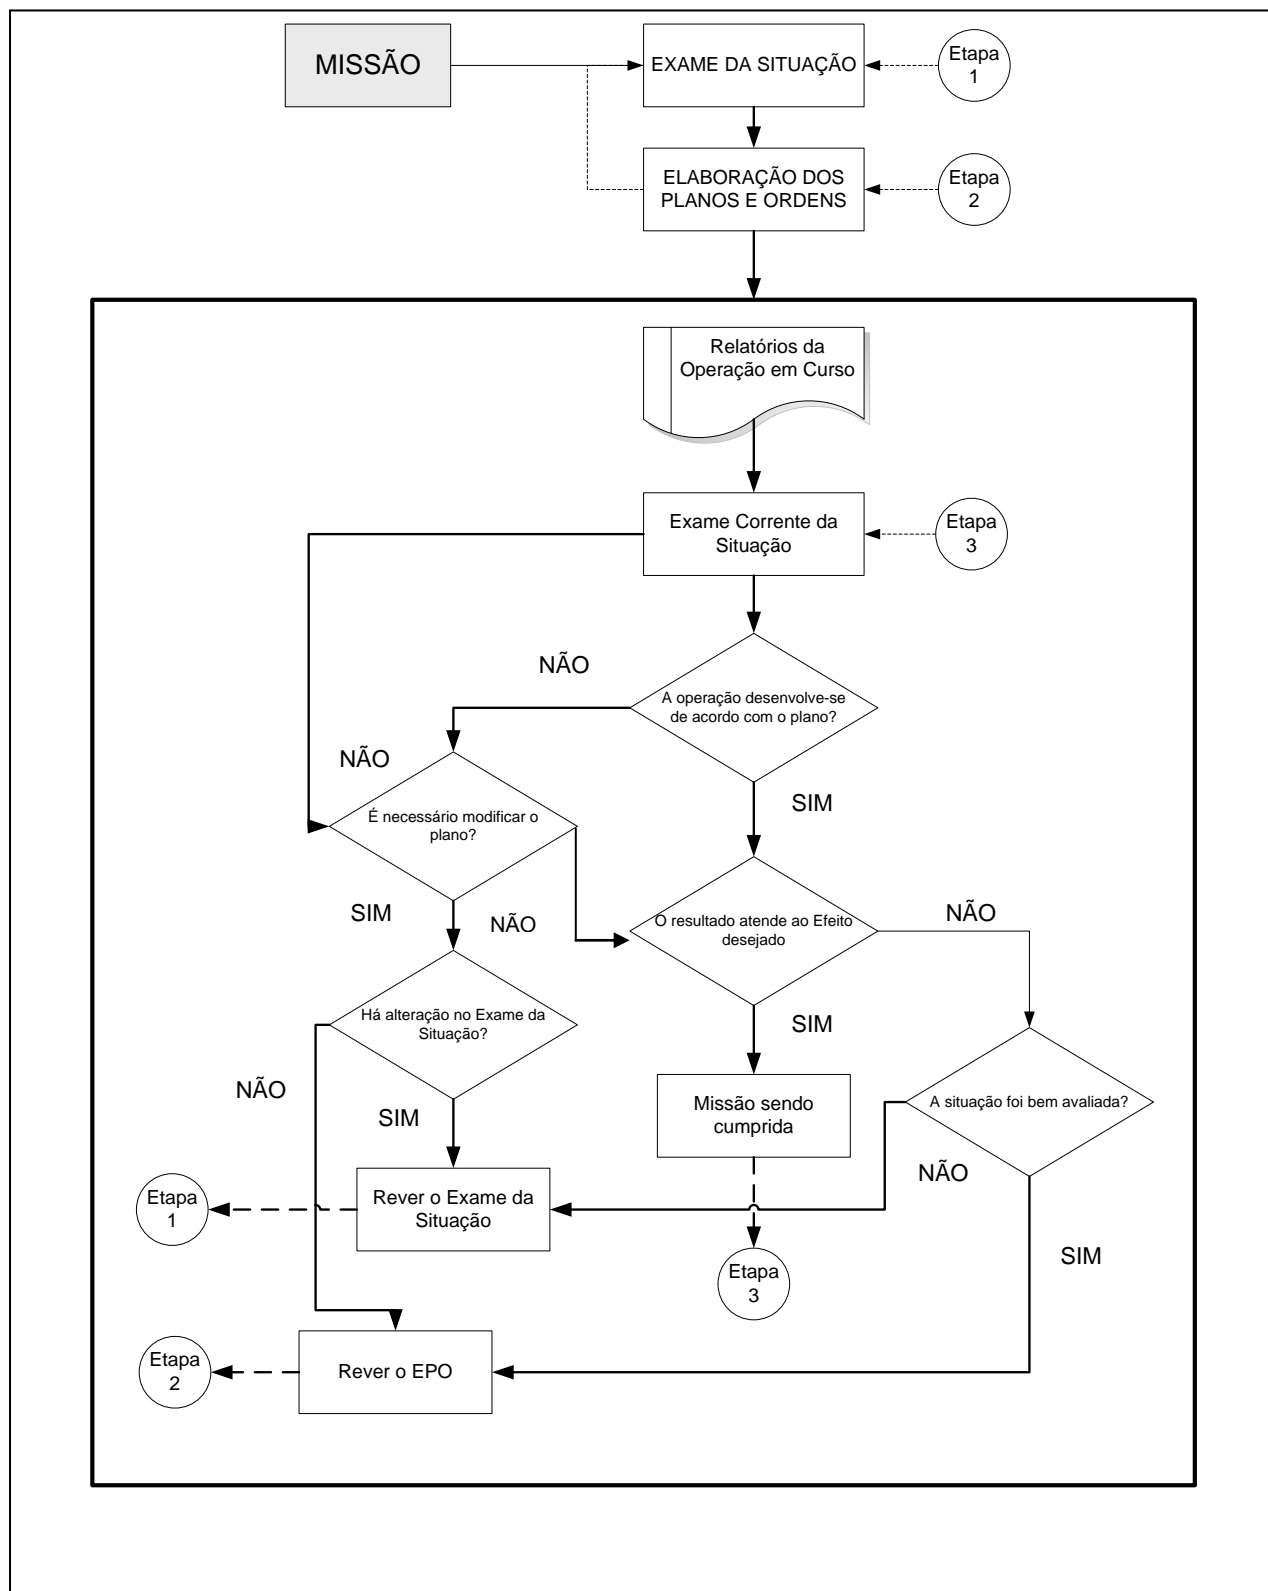 MISSÃO
EXAME DA SITUAÇÃO
Etapa
1
ELABORAÇÃO DOS
PLANOS E ORDENS
Etapa
2
Relatórios da
Operação em Curso
Exame Corrente da
Situação
Etapa
3
NÃO
A operação desenvolve-se
de acordo com o plano?
NÃO
SIM
É necessário modificar o
plano?
SIM
NÃO
O resultado atende ao Efeito
desejado
NÃO
Há alteração no Exame da
Situação?
SIM
NÃO
SIM
Missão sendo
cumprida
A situação foi bem avaliada?
NÃO
Etapa
1
Rever o Exame da
Situação
SIM
Etapa
3
Etapa
2
Rever o EPO